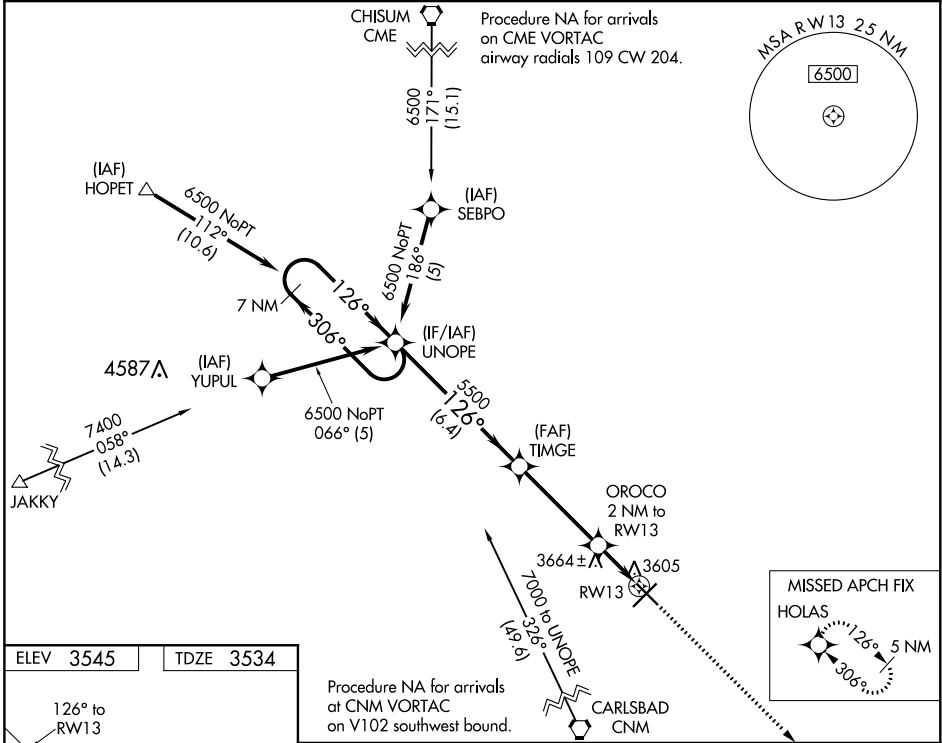 CHISUM
CME
Procedure NA for arrivals
on CME VORTAC
airway radials 109 CW 204.
MSA RW13 25 NM
6500
6500
171°
(15.1)
(IAF)
HOPET
6500 NoPT
112°
(10.6)
(IAF)
SEBPO
6500 NoPT
186°
(5)
7 NM
126°
306°
(IF/IAF)
UNOPE
4587
(IAF)
YUPUL
6500 NoPT
066° (5)
5500
126°
(6.4)
7400
058°
(14.3)
JAKKY
(FAF)
TIMGE
OROCO
2 NM to
RW13
3664±
3605
RW13
7000 to UNOPE
326°
(49.6)
MISSED APCH FIX
HOLAS
126°
5 NM
306°
ELEV 3545
TDZE 3534
126° to
RW13
Procedure NA for arrivals
at CNM VORTAC
on V102 southwest bound.
CARLSBAD
CNM